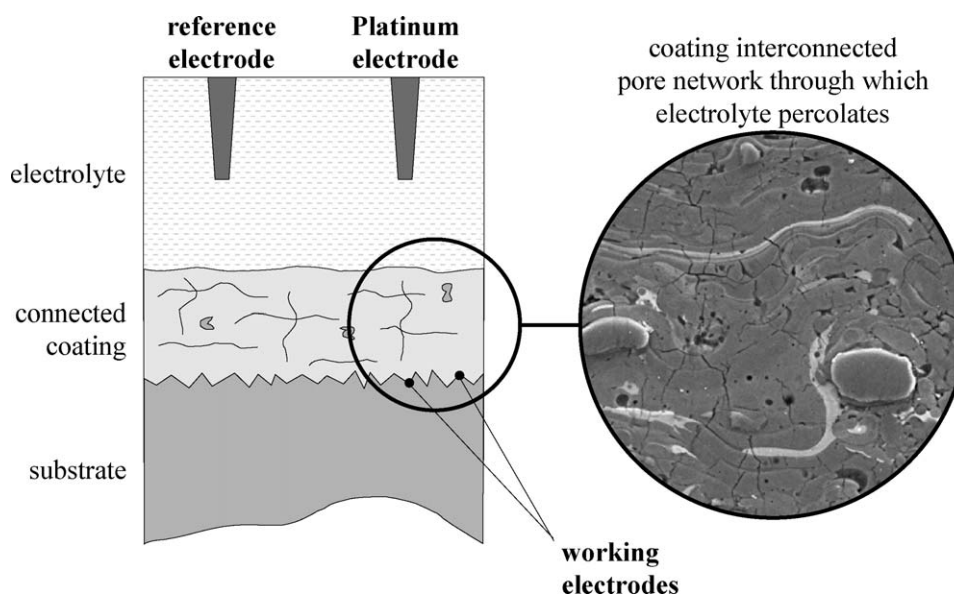 reference
electrode
Platinum
electrode
coating interconnected
pore network through which
electrolyte percolates
electrolyte
connected
coating
substrate
working
electrodes